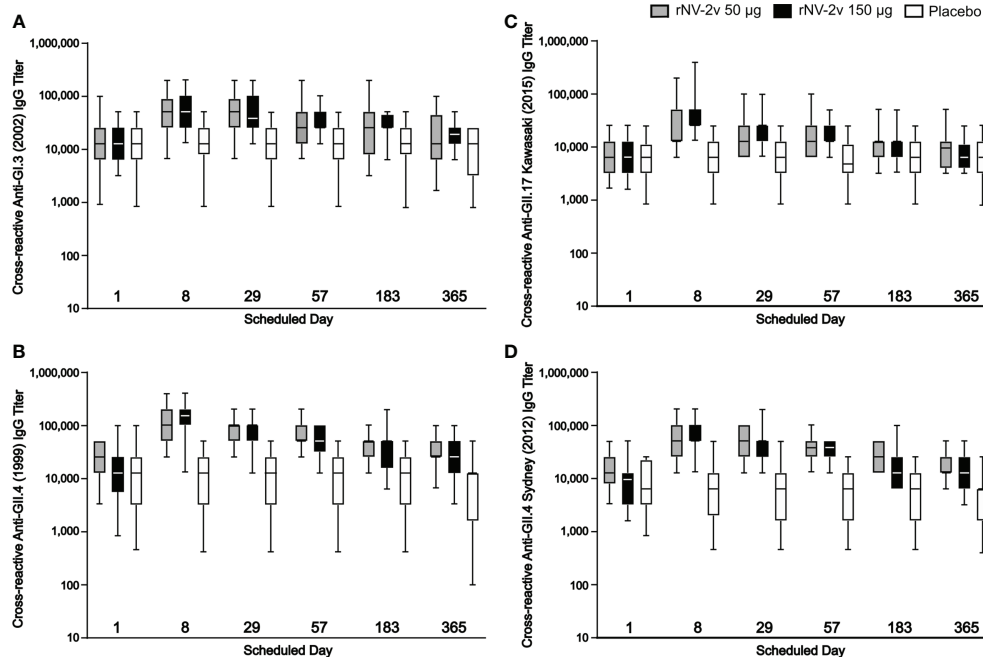 rNV-2v 50 µg rNV-2v 150 µg Placebo
A
Cross-reactive Anti-GI.3 (2002) IgG Titer
1,000,000
100,000
10,000
1,000
100
10
1 8 29 57 183 365
Scheduled Day
C
Cross-reactive Anti-GII.17 Kawasaki (2015) IgG Titer
1,000,000
100,000
10,000
1,000
100
10
1 8 29 57 183 365
Scheduled Day
B
Cross-reactive Anti-GII.4 (1999) IgG Titer
1,000,000
100,000
10,000
1,000
100
10
1 8 29 57 183 365
Scheduled Day
D
Cross-reactive Anti-GII.4 Sydney (2012) IgG Titer
1,000,000
100,000
10,000
1,000
100
10
1 8 29 57 183 365
Scheduled Day